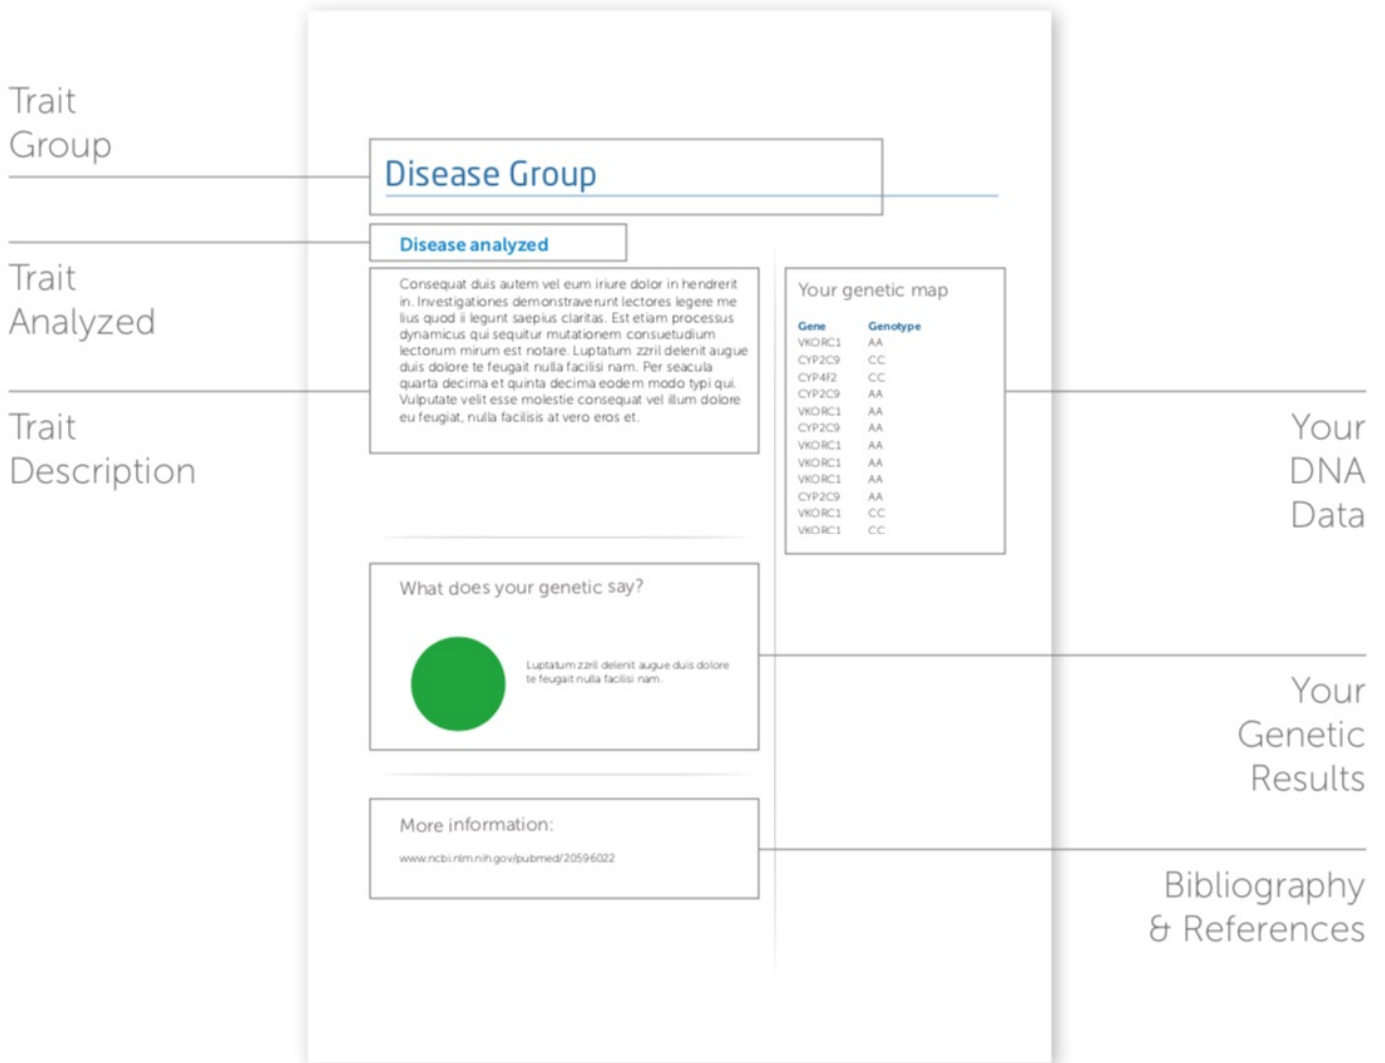 Trait
Group
Disease Group
Disease analyzed
Trait
Analyzed
Consequat duis autem vel eum iriure dolor in hendrerit
in. Investigationes demonstraverunt lectores legere me
lius quod ii legunt saepius claritas. Est etiam processus
dynamicus qui sequitur mutationem consuetudium
lectorum mirum est notare. Luptatum zzril delenit augue
duis dolore te feugait nulla facilisi nam. Per seacula
quarta decima et quinta decima eodem modo typi qui.
Vulputate velit esse molestie consequat vel illum dolore
eu feugiat, nulla facilisis at vero eros et.
Trait
Description
Your genetic map
Gene Genotype
VKORC1 AA
CYP2C9 CC
CYP4F2 CC
CYP2C9 AA
VKORC1 AA
CYP2C9 AA
VKORC1 AA
VKORC1 AA
VKORC1 AA
CYP2C9 AA
VKORC1 CC
VKORC1 CC
Your
DNA
Data
What does your genetic say?
Luptatum zzril delenit augue duis dolore
te feugait nulla facilisi nam.
Your
Genetic
Results
More information:
www.ncbi.nlm.nih.gov/pubmed/20596022
Bibliography
& References